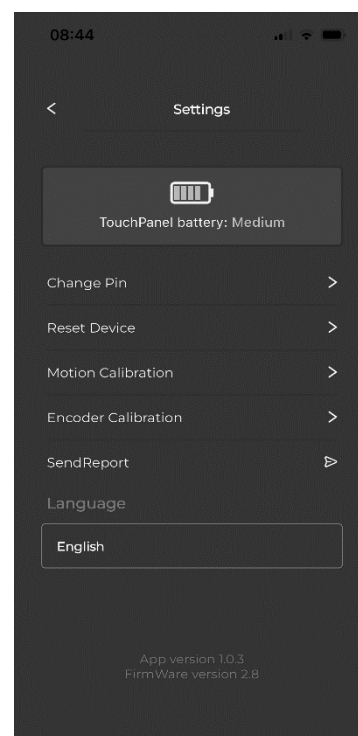 08:44
Settings
TouchPanel battery: Medium
Change Pin
Reset Device
Motion Calibration
Encoder Calibration
SendReport
Language
English
App version 1.0.3
FirmWare version 2.8